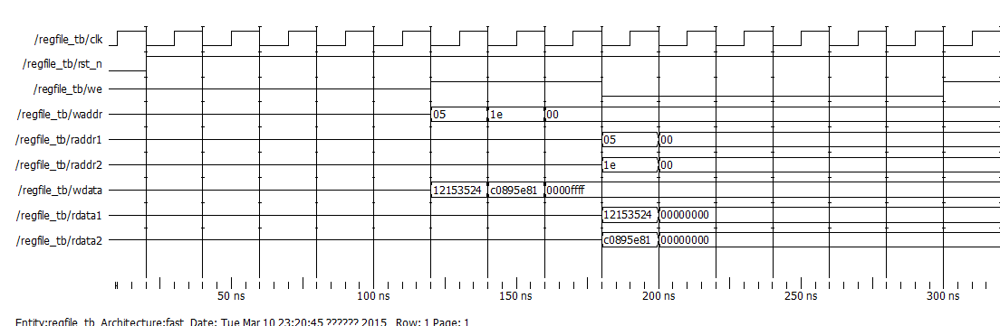 /regfile_tb/clk
/regfile_tb/rst_n
/regfile_tb/we
/regfile_tb/waddr 05 1e 00
/regfile_tb/raddr1 05 00
/regfile_tb/raddr2 1e 00
/regfile_tb/wdata 12153524 c0895e81 0000ffff
/regfile_tb/rdata1 12153524 00000000
/regfile_tb/rdata2 c0895e81 00000000
50 ns 100 ns 150 ns 200 ns 250 ns 300 ns
Entity:regfile_tb Architecture:fast Date: Tue Mar 10 23:20:45 ?????? 2015 Row: 1 Page: 1